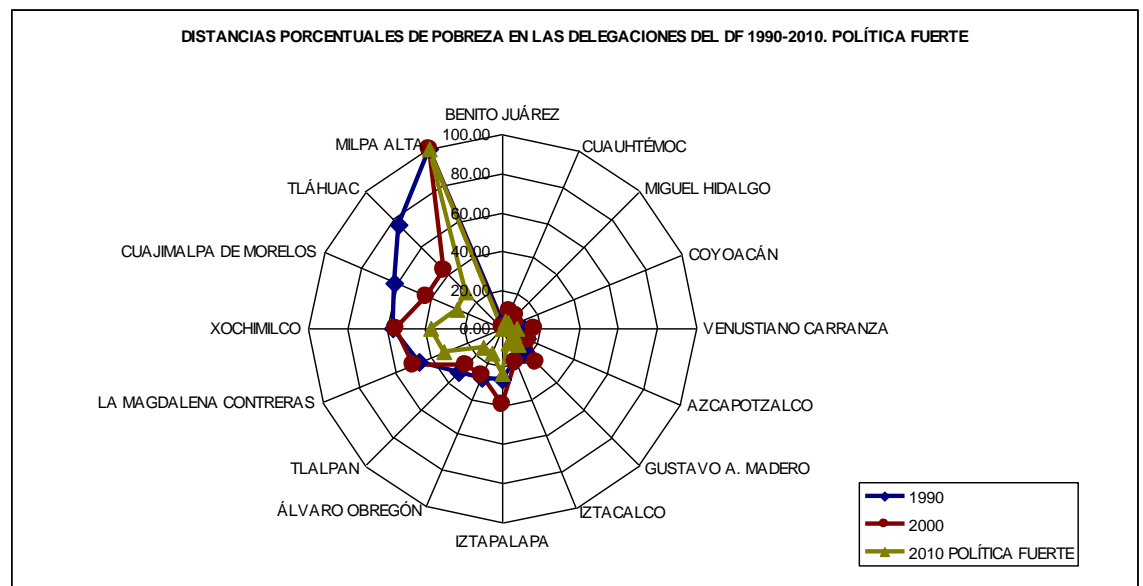 DISTANCIAS PORCENTUALES DE POBREZA EN LAS DELEGACIONES DEL DF 1990-2010. POLÍTICA FUERTE
BENITO JUÁREZ
CUAUHTÉMOC
MIGUEL HIDALGO
COYOACÁN
VENUSTIANO CARRANZA
AZCAPOTZALCO
GUSTAVO A. MADERO
IZTACALCO
IZTAPALAPA
ÁLVARO OBREGÓN
TLALPAN
LA MAGDALENA CONTRERAS
XOCHIMILCO
CUAJIMALPA DE MORELOS
TLÁHUAC
MILPA ALTA
100.00
80.00
60.00
40.00
20.00
0.00
1990
2000
2010 POLÍTICA FUERTE